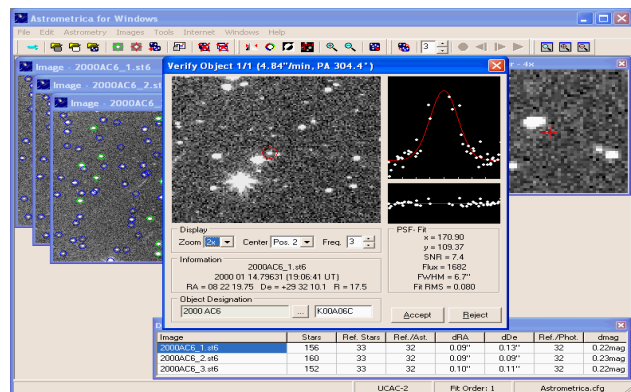 Astrometrica for Windows
File Edit Astrometry Images Tools Internet Windows Help
3
Image - 2000AC6_1.st6
Image - 2000AC6_2.st
Image - 2000AC6_
r - 4x
Verify Object 1/1 (4.84"/min, PA 304.4°)
Display
Zoom 2x Center Pos. 2 Freq. 3
Information
2000AC6_1.st6
2000 01 14.79631 (19:06:41 UT)
RA = 08 22 19.75 De = +29 32 10.1 R = 17.5
Object Designation
2000 AC6 ... K00A06C
PSF- Fit
x = 170.90
y = 109.37
SNR = 7.4
Flux = 1682
FWHM = 6.7"
Fit RMS = 0.080
Accept Reject
D
Image Stars Ref. Stars Ref./Ast. dRA dDe Ref./Phot. dmag
2000AC6_1.st6 156 33 32 0.09" 0.13" 32 0.22mag
2000AC6_2.st6 160 33 32 0.09" 0.09" 32 0.23mag
2000AC6_3.st6 152 33 32 0.10" 0.11" 32 0.22mag
UCAC-2 Fit Order: 1 Astrometrica.cfg